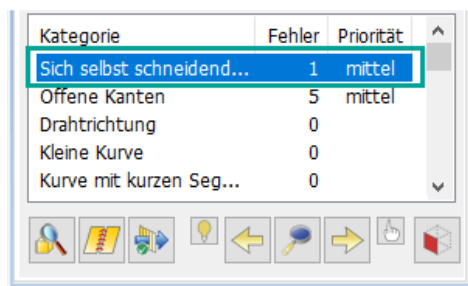 Kategorie Fehler Priorität
Sich selbst schneidend... 1 mittel
Offene Kanten 5 mittel
Drahtrichtung 0
Kleine Kurve 0
Kurve mit kurzen Seg... 0